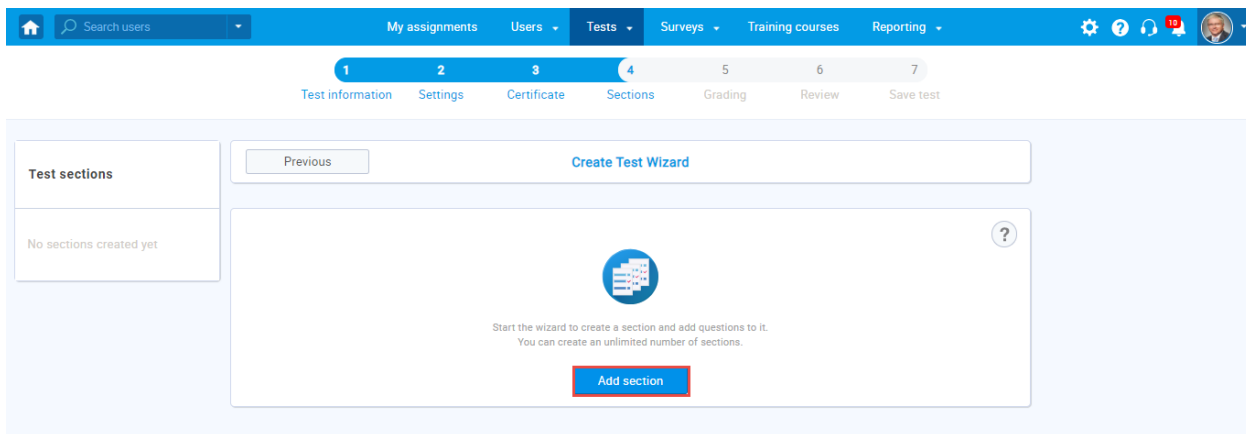 Search users
My assignments
Users
Tests
Surveys
Training courses
Reporting
10
1
2
3
4
5
6
7
Test information
Settings
Certificate
Sections
Grading
Review
Save test
Test sections
No sections created yet
Previous
Create Test Wizard
?
Start the wizard to create a section and add questions to it.
You can create an unlimited number of sections.
Add section